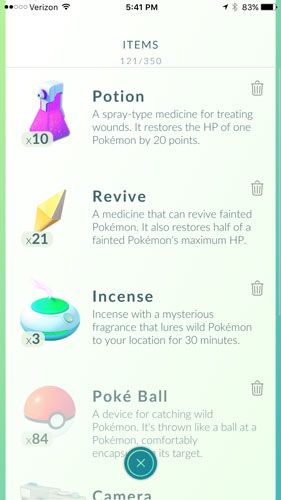 Verizon 5:41 PM 83%
ITEMS
121/350
Potion
A spray-type medicine for treating
wounds. It restores the HP of one
Pokémon by 20 points.
x10
Revive
A medicine that can revive fainted
Pokémon. It also restores half of a
fainted Pokémon's maximum HP.
x21
Incense
Incense with a mysterious
fragrance that lures wild Pokémon
to your location for 30 minutes.
x3
Poké Ball
A device for catching wild
Pokémon. It's thrown like a ball at a
Pokémon, comfortably
its target.
x84
Camera